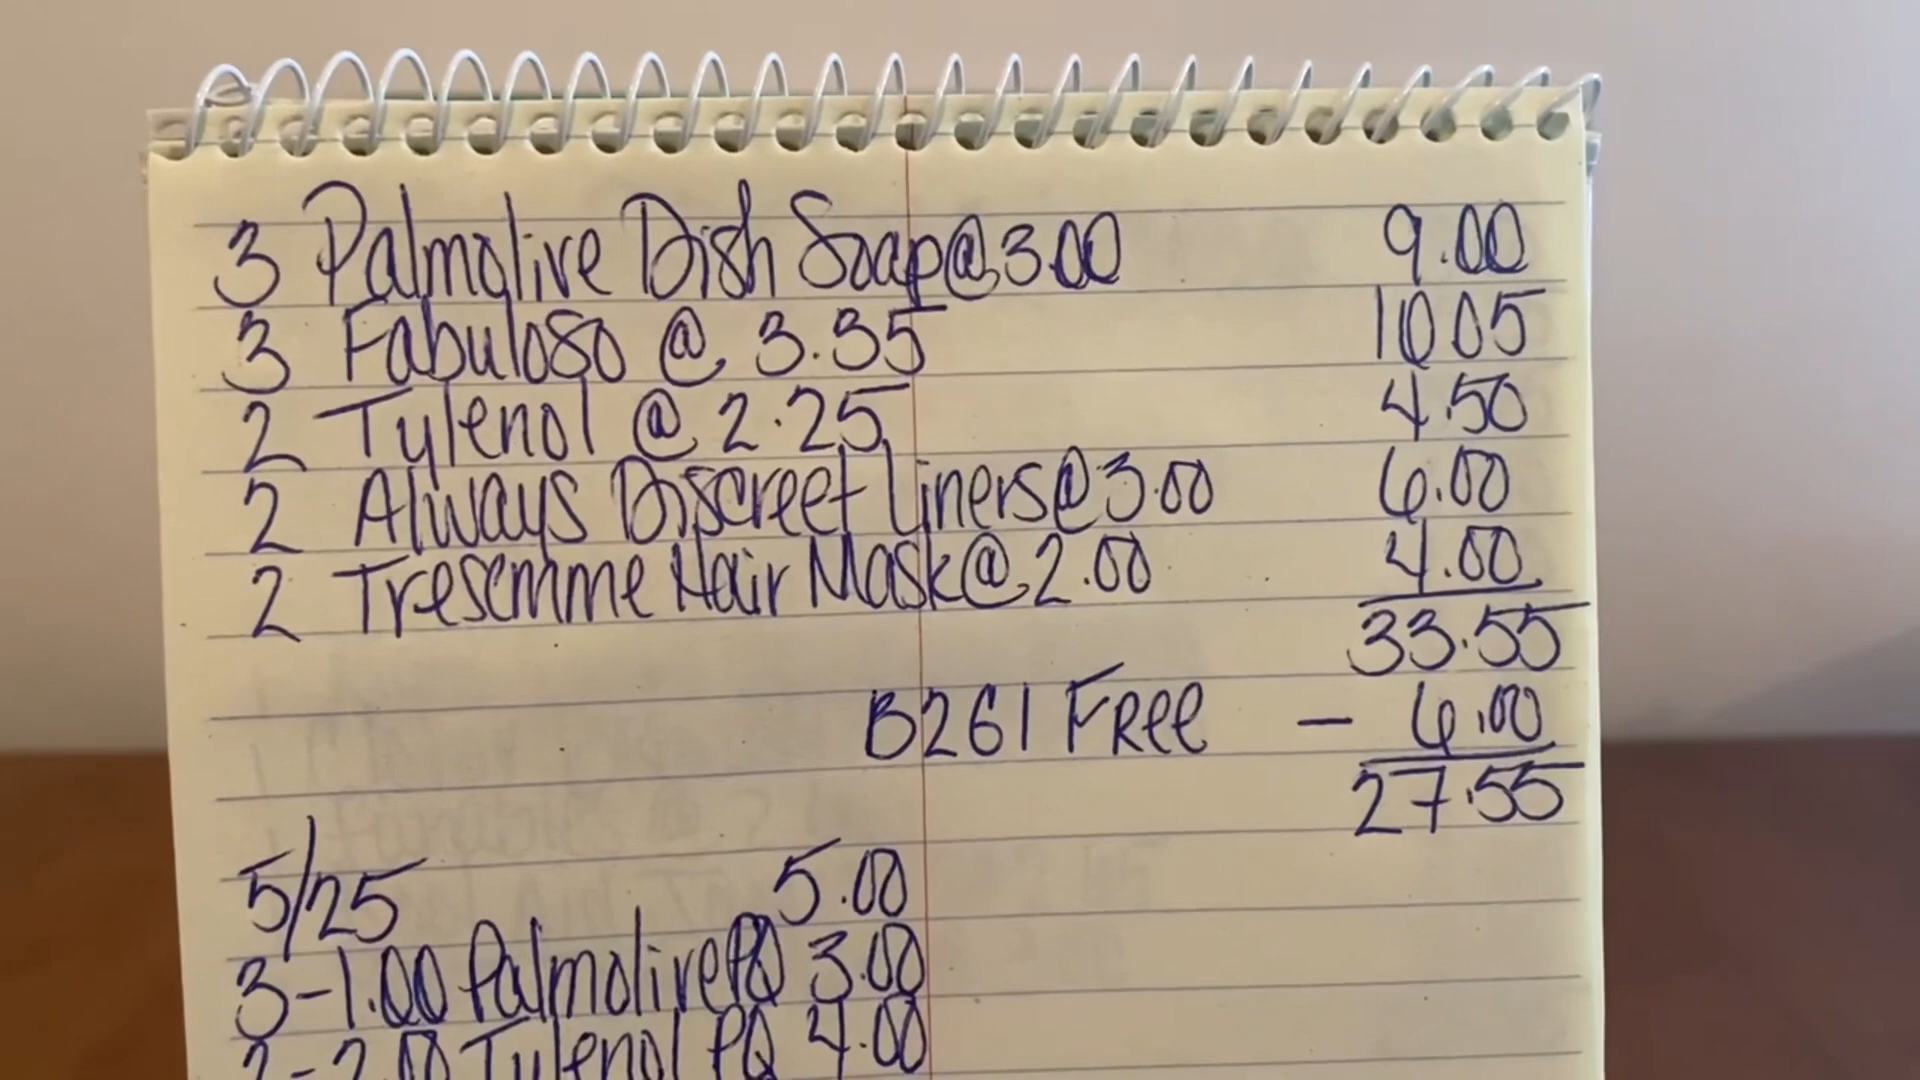 3 Palmolive Dish Soap @ 3.00 9.00
3 Fabuloso @ 3.35 10.05
2 Tylenol @ 2.25 4.50
2 Always Discreet Liners @ 3.00 6.00
2 Tresemme Hair Mask @ 2.00 4.00
33.55
B2G1 Free - 6.00
27.55
5/25 5.00
3-1.00 Palmolive PQ 3.00
2-2.00 Tylenol PQ 4.00